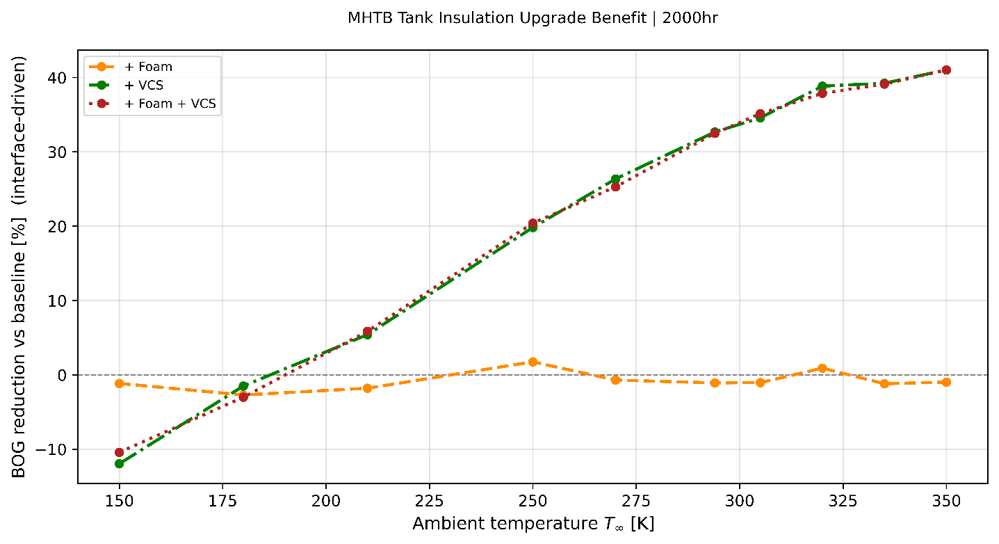 MHTB Tank Insulation Upgrade Benefit | 2000hr
+ Foam
+ VCS
+ Foam + VCS
BOG reduction vs baseline [%]  (interface-driven)
40
30
20
10
0
−10
150 175 200 225 250 275 300 325 350
Ambient temperature T∞ [K]